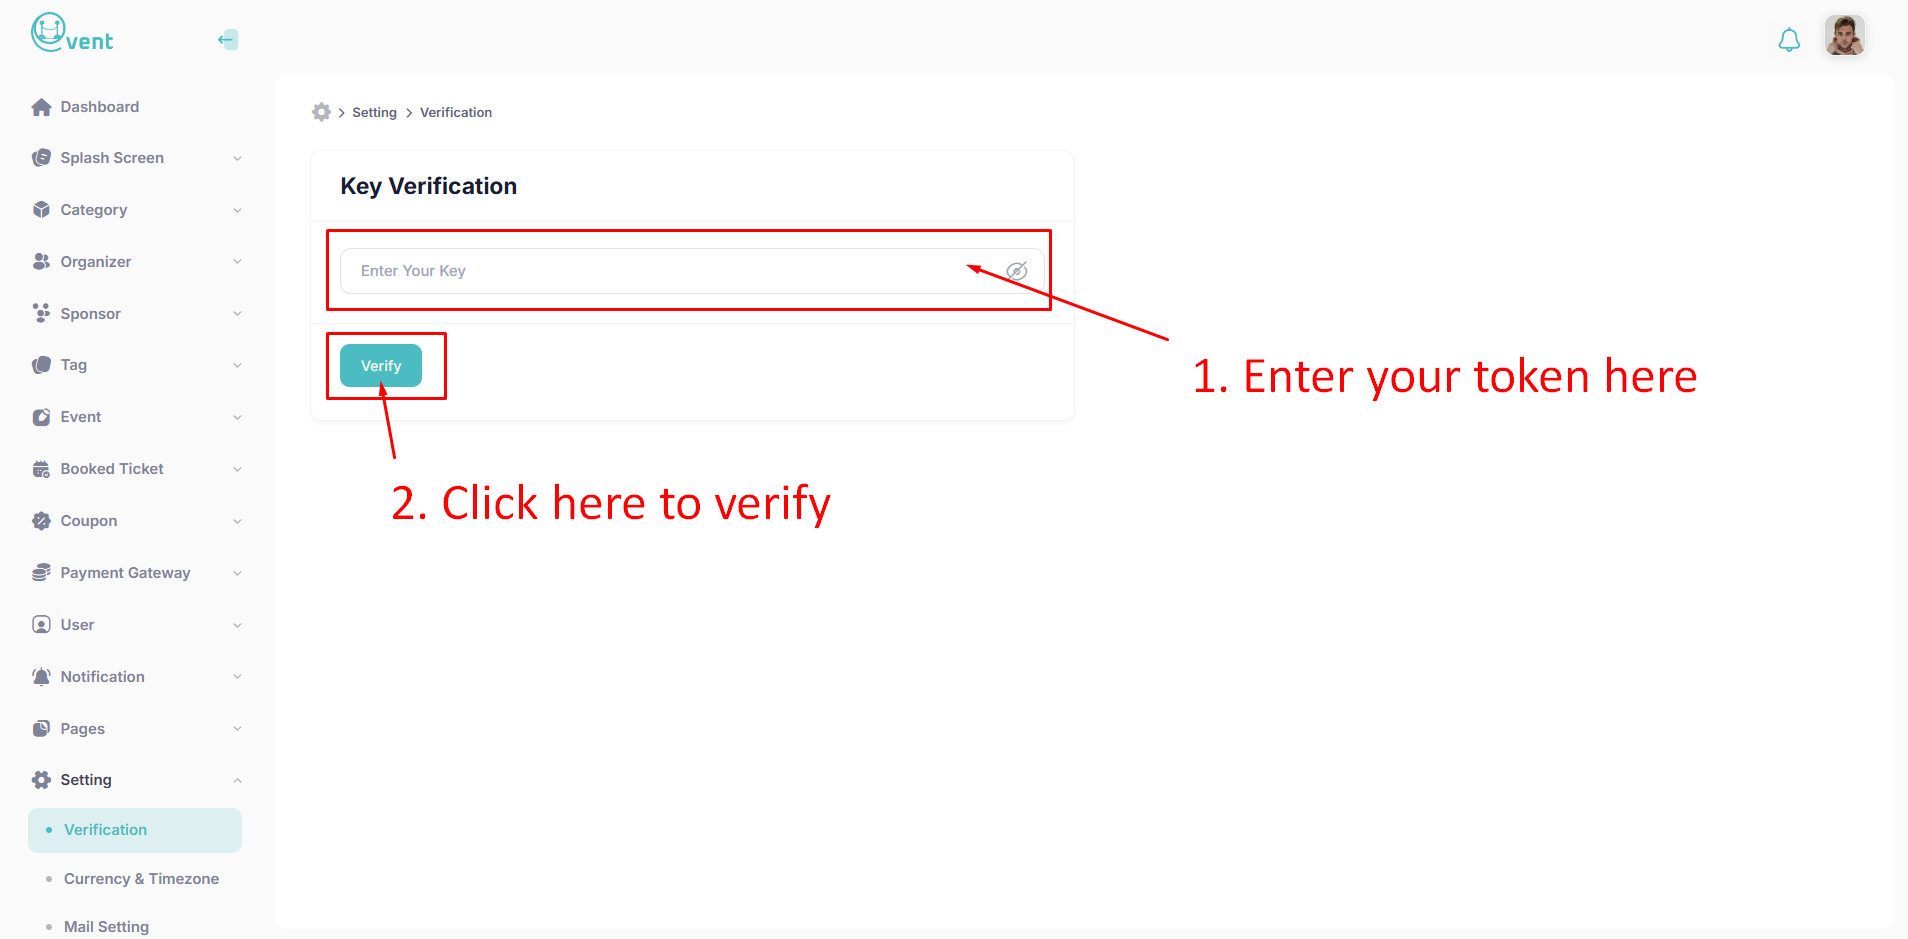 event
Dashboard
Splash Screen
Category
Organizer
Sponsor
Tag
Event
Booked Ticket
Coupon
Payment Gateway
User
Notification
Pages
Setting
Verification
Currency & Timezone
Mail Setting
Setting > Verification
Key Verification
Enter Your Key
1. Enter your token here
Verify
2. Click here to verify